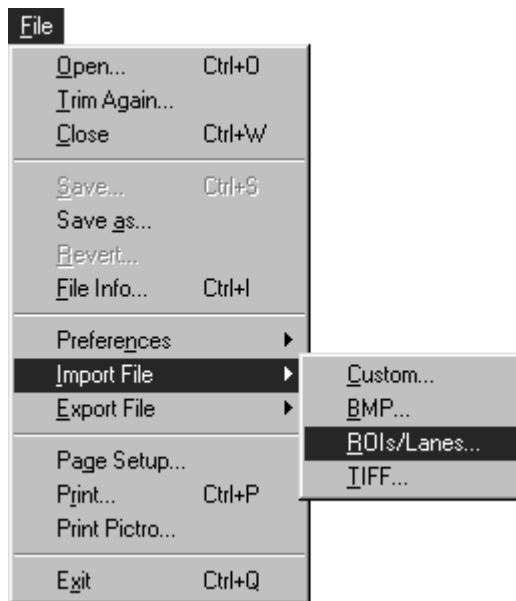 File
Open... Ctrl+O
Trim Again...
Close Ctrl+W
Save... Ctrl+S
Save as...
Revert...
File Info... Ctrl+I
Preferences
Import File
Export File
Custom...
BMP...
ROIs/Lanes...
TIFF...
Page Setup...
Print... Ctrl+P
Print Pictro...
Exit Ctrl+Q